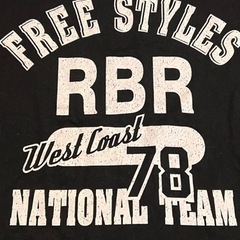 FREE STYLES
RBR
West Coast
78
NATIONAL TEAM